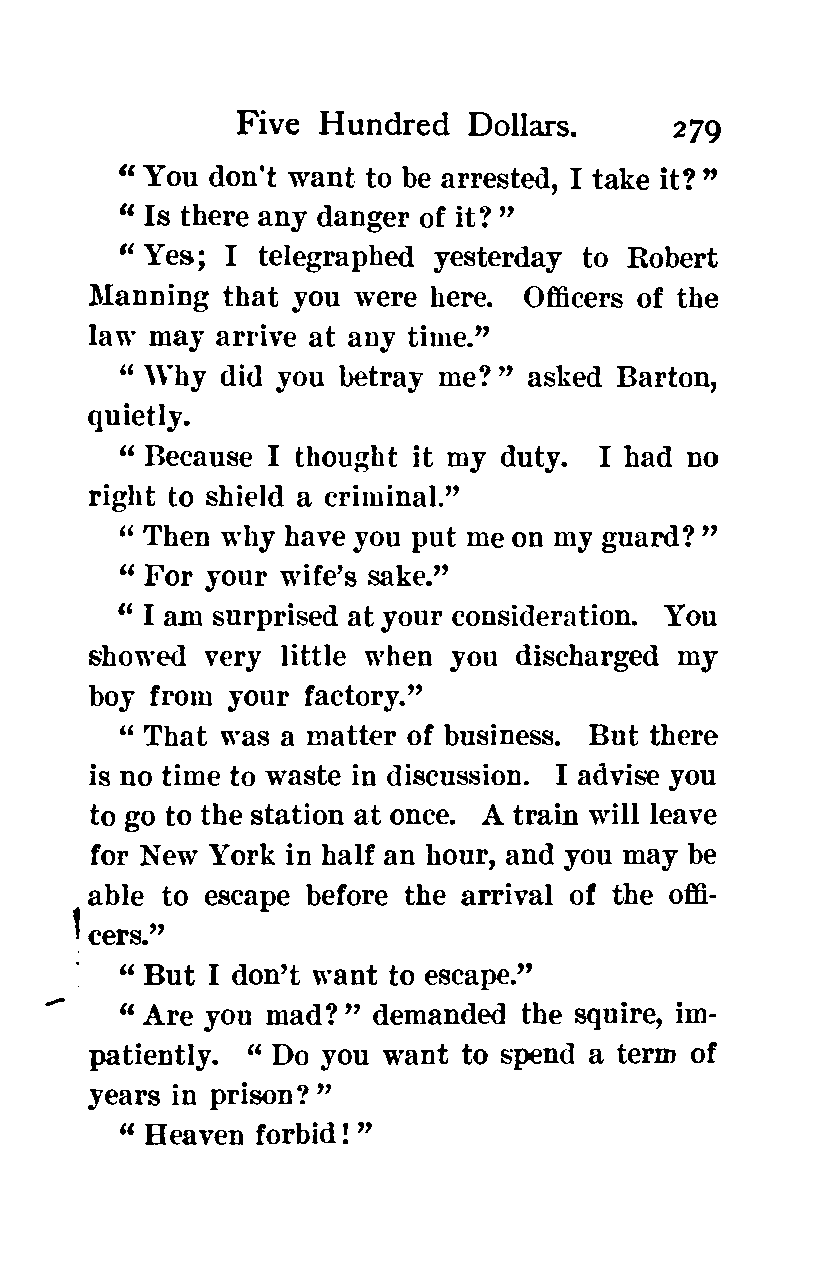 Five Hundred Dollars. 279
“ You don't want to be arrested, I take it? ”
“ Is there any danger of it? ”
“ Yes; I telegraphed yesterday to Robert
Manning that you were here. Officers of the
law may arrive at any time.”
“ Why did you betray me? ” asked Barton,
quietly.
“ Because I thought it my duty. I had no
right to shield a criminal.”
“ Then why have you put me on my guard? ”
“ For your wife’s sake.”
“ I am surprised at your consideration. You
showed very little when you discharged my
boy from your factory.”
“ That was a matter of business. But there
is no time to waste in discussion. I advise you
to go to the station at once. A train will leave
for New York in half an hour, and you may be
able to escape before the arrival of the offi-
cers.”
“ But I don’t want to escape.”
“ Are you mad? ” demanded the squire, im-
patiently. “ Do you want to spend a term of
years in prison? ”
“ Heaven forbid! ”